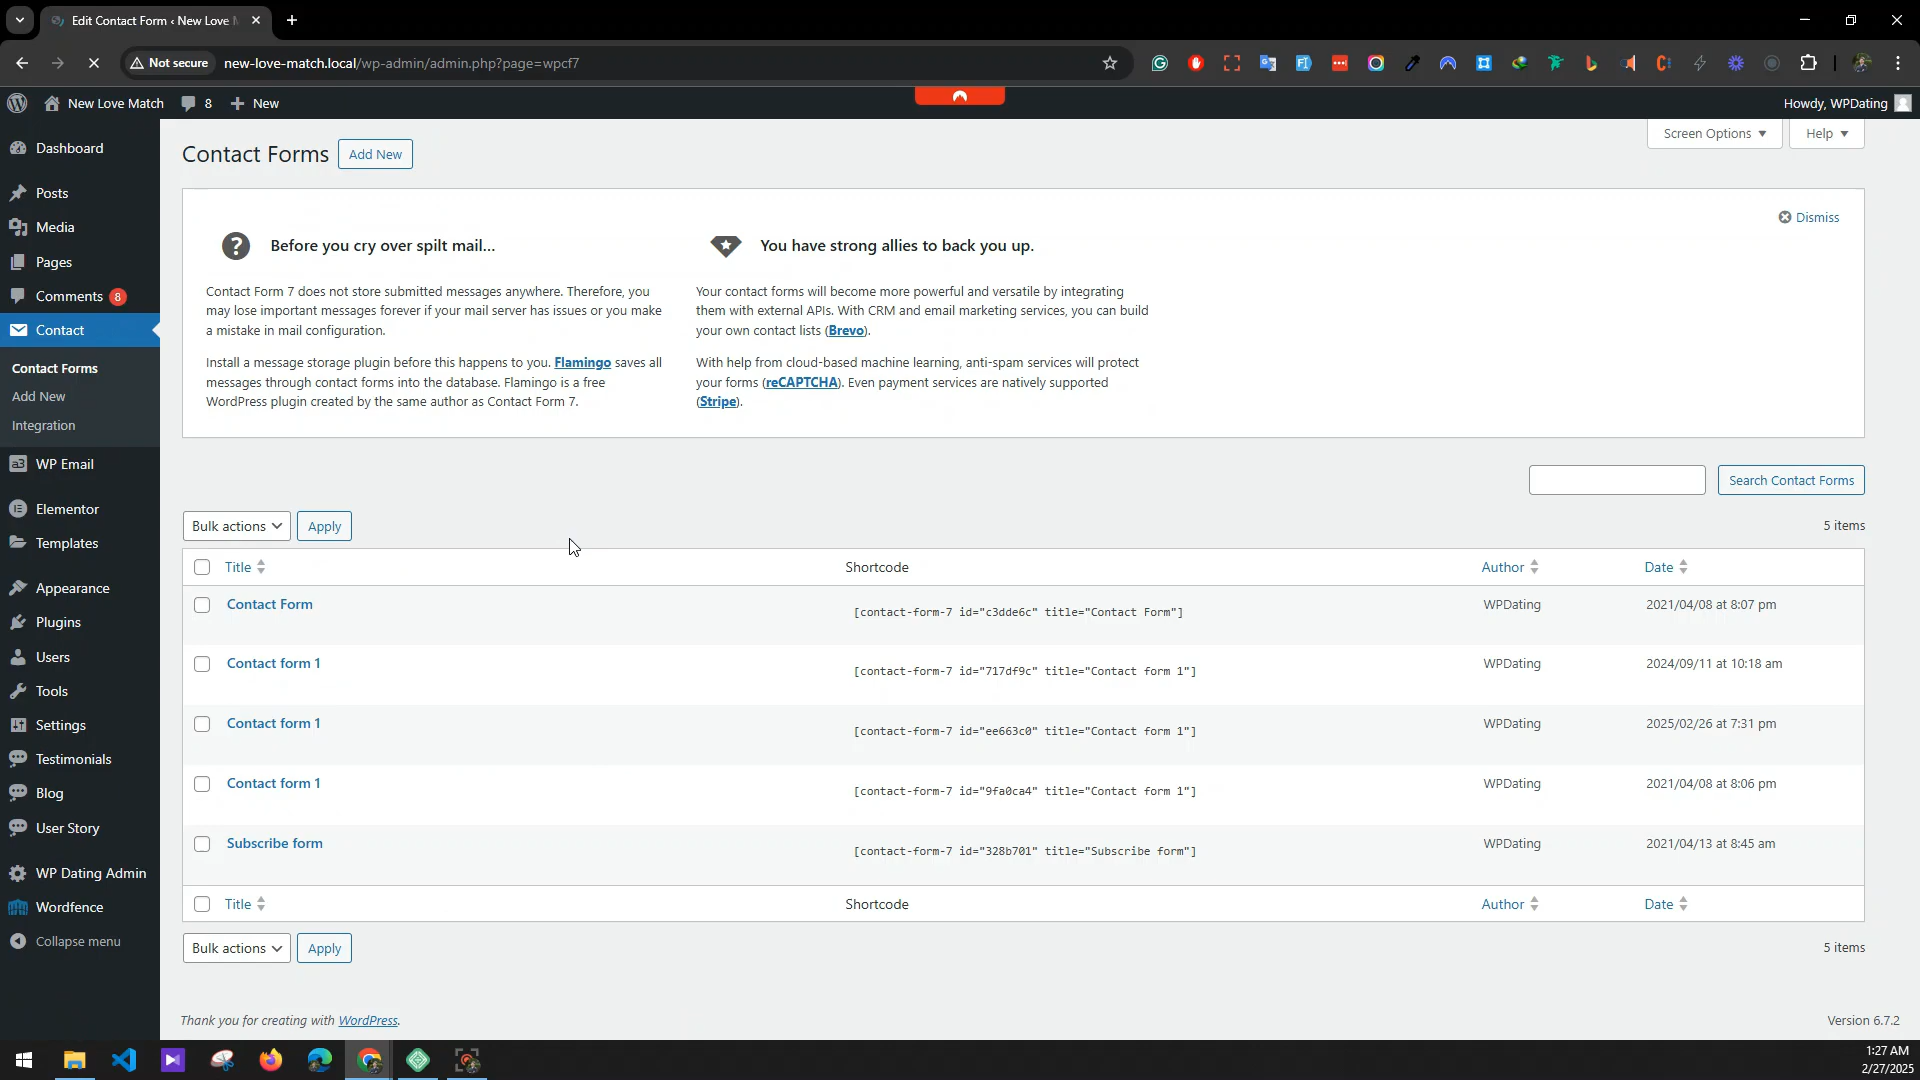 Edit Contact Form ‹ New Love M
Not secure
new-love-match.local/wp-admin/admin.php?page=wpcf7
New Love Match
8
New
Howdy, WPDating
Dashboard
Posts
Media
Pages
Comments 8
Contact
Contact Forms
Add New
Integration
WP Email
Elementor
Templates
Appearance
Plugins
Users
Tools
Settings
Testimonials
Blog
User Story
WP Dating Admin
Wordfence
Collapse menu
Contact Forms
Add New
Screen Options
Help
Dismiss
Before you cry over spilt mail...
Contact Form 7 does not store submitted messages anywhere. Therefore, you
may lose important messages forever if your mail server has issues or you make
a mistake in mail configuration.
Install a message storage plugin before this happens to you. Flamingo saves all
messages through contact forms into the database. Flamingo is a free
WordPress plugin created by the same author as Contact Form 7.
You have strong allies to back you up.
Your contact forms will become more powerful and versatile by integrating
them with external APIs. With CRM and email marketing services, you can build
your own contact lists (Brevo).
With help from cloud-based machine learning, anti-spam services will protect
your forms (reCAPTCHA). Even payment services are natively supported
(Stripe).
Search Contact Forms
Bulk actions Apply
5 items
Title Shortcode Author Date
Contact Form [contact-form-7 id="c3dde6c" title="Contact Form"] WPDating 2021/04/08 at 8:07 pm
Contact form 1 [contact-form-7 id="717df9c" title="Contact form 1"] WPDating 2024/09/11 at 10:18 am
Contact form 1 [contact-form-7 id="ee663c0" title="Contact form 1"] WPDating 2025/02/26 at 7:31 pm
Contact form 1 [contact-form-7 id="9fa0ca4" title="Contact form 1"] WPDating 2021/04/08 at 8:06 pm
Subscribe form [contact-form-7 id="328b701" title="Subscribe form"] WPDating 2021/04/13 at 8:45 am
Title Shortcode Author Date
Bulk actions Apply
5 items
Thank you for creating with WordPress.
Version 6.7.2
1:27 AM
2/27/2025